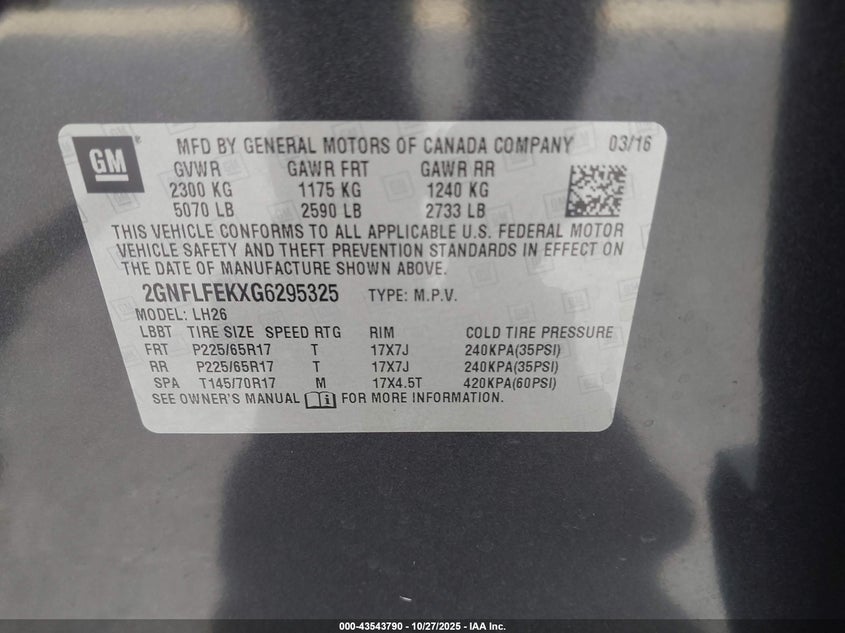 GM
MFD BY GENERAL MOTORS OF CANADA COMPANY 03/16
GVWR GAWR FRT GAWR RR
2300 KG 1175 KG 1240 KG
5070 LB 2590 LB 2733 LB
THIS VEHICLE CONFORMS TO ALL APPLICABLE U.S. FEDERAL MOTOR
VEHICLE SAFETY AND THEFT PREVENTION STANDARDS IN EFFECT ON
THE DATE OF MANUFACTURE SHOWN ABOVE.
2GNFLFEKXG6295325 TYPE: M.P.V.
MODEL: LH26
LBBT TIRE SIZE SPEED RTG RIM COLD TIRE PRESSURE
FRT P225/65R17 T 17X7J 240KPA(35PSI)
RR P225/65R17 T 17X7J 240KPA(35PSI)
SPA T145/70R17 M 17X4.5T 420KPA(60PSI)
SEE OWNER'S MANUAL FOR MORE INFORMATION.
000-43543790 - 10/27/2025 - IAA Inc.